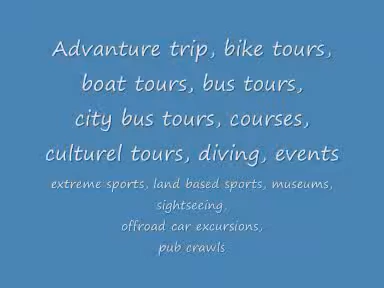 Advanture trip, bike tours,
boat tours, bus tours,
city bus tours, courses,
culturel tours, diving, events
extreme sports, land based sports, museums,
sightseeing,
offroad car excursions,
pub crawls